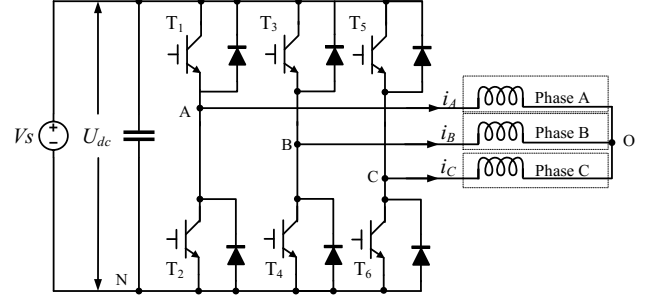 T1 T3 T5
A iA Phase A
Vs + − Udc B iB Phase B O
C iC Phase C
N T2 T4 T6